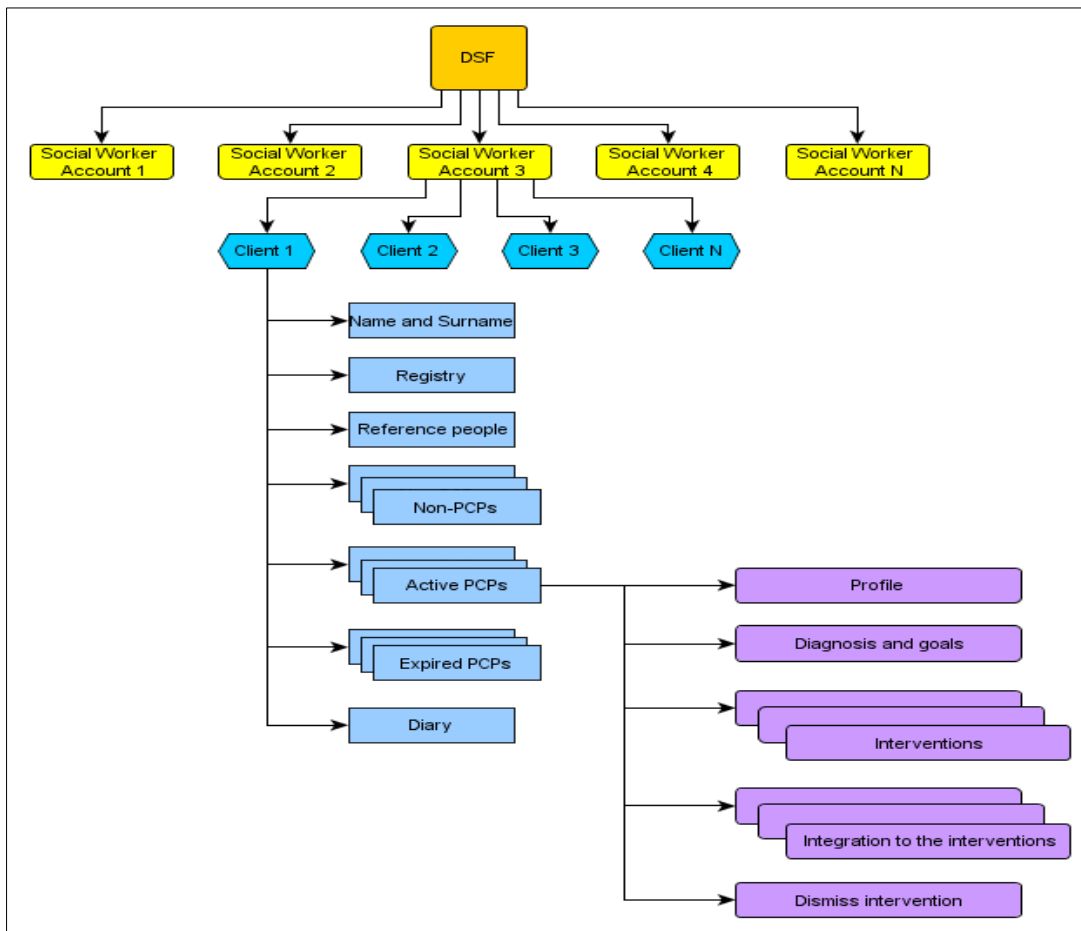 DSF
Social Worker
Account 1
Social Worker
Account 2
Social Worker
Account 3
Social Worker
Account 4
Social Worker
Account N
Client 1
Client 2
Client 3
Client N
Name and Surname
Registry
Reference people
Non-PCPs
Active PCPs
Expired PCPs
Diary
Profile
Diagnosis and goals
Interventions
Integration to the interventions
Dismiss intervention